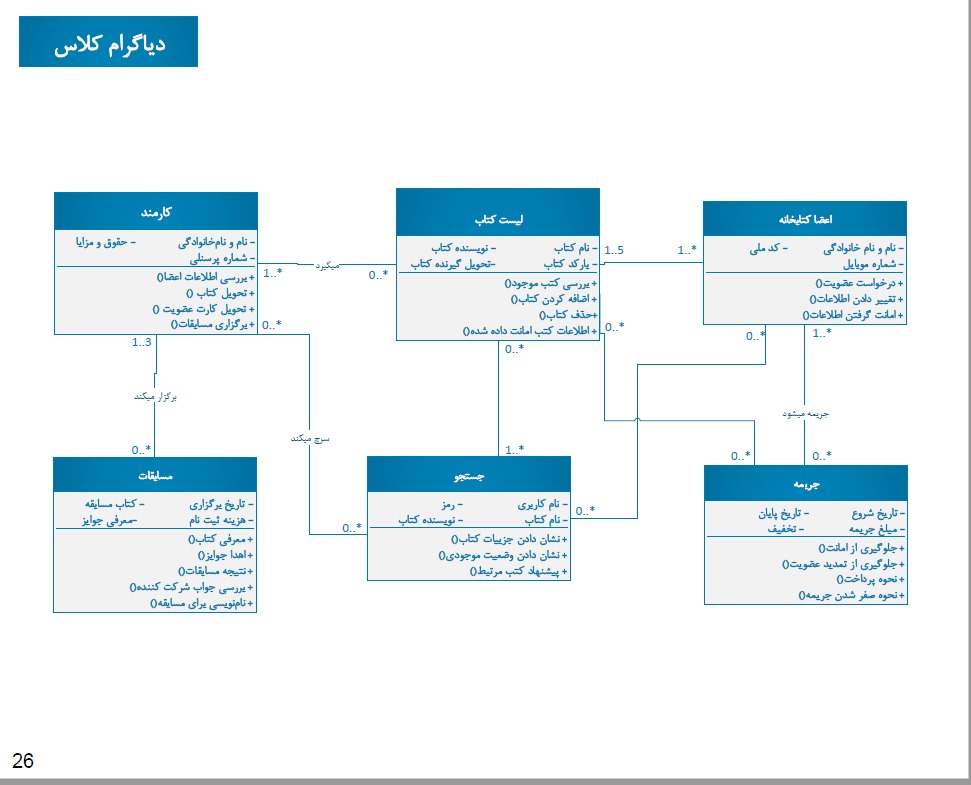 دیاگرام کلاس
کارمند
- نام و نام‌خانوادگی - حقوق و مزایا
- شماره پرسنلی
+ بررسی اطلاعات اعضا()
+ تحویل کتاب ()
+ تحویل کارت عضویت ()
+ برگزاری مسابقات()
لیست کتاب
- نام کتاب - نویسنده کتاب
- بارکد کتاب -تحویل گیرنده کتاب
+ بررسی کتب موجود()
+ اضافه کردن کتاب()
+حذف کتاب()
+ اطلاعات کتب امانت داده شده()
اعضا کتابخانه
- نام و نام خانوادگی - کد ملی
- شماره موبایل
+ درخواست عضویت()
+ تغییر دادن اطلاعات()
+ امانت گرفتن اطلاعات()
1..*
میگیرد
0..*
1..5
1..*
0..*
1..3
0..*
0..*
0..*
1..*
برگزار میکند
سرچ میکند
جریمه میشود
0..*
1..*
0..*
0..*
0..*
0..*
مسابقات
- تاریخ برگزاری - کتاب مسابقه
- هزینه ثبت نام -معرفی جوایز
+ معرفی کتاب()
+ اهدا جوایز()
+ نتیجه مسابقات()
+ بررسی جواب شرکت کننده()
+ نام‌نویسی برای مسابقه()
جستجو
- نام کاربری - رمز
- نام کتاب - نویسنده کتاب
+ نشان دادن جزییات کتاب()
+ نشان دادن وضعیت موجودی()
+ پیشنهاد کتب مرتبط()
جریمه
- تاریخ شروع - تاریخ پایان
- مبلغ جریمه - تخفیف
+ جلوگیری از امانت()
+ جلوگیری از تمدید عضویت()
+ نحوه پرداخت()
+ نحوه صفر شدن جریمه()
26